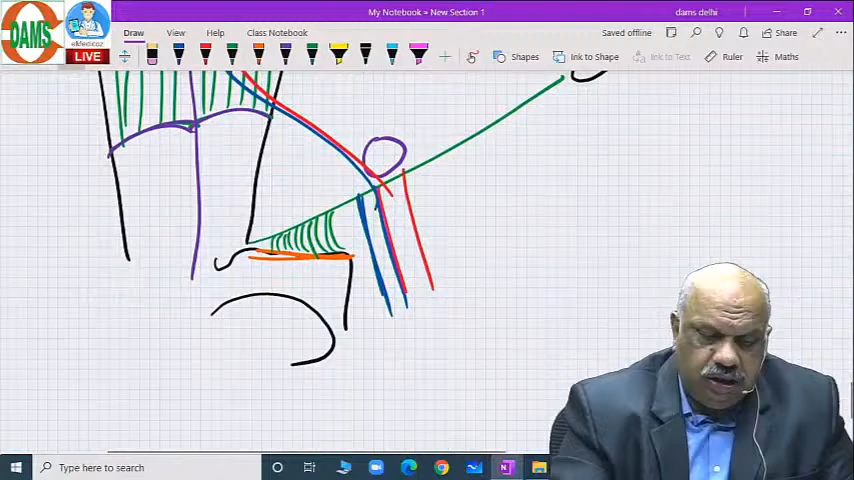 DAMS
eMedicoz
LIVE
My Notebook » New Section 1
dams delhi
Draw
View
Help
Class Notebook
Saved offline
Share
Shapes
Ink to Shape
Ink to Text
Ruler
Maths
Type here to search